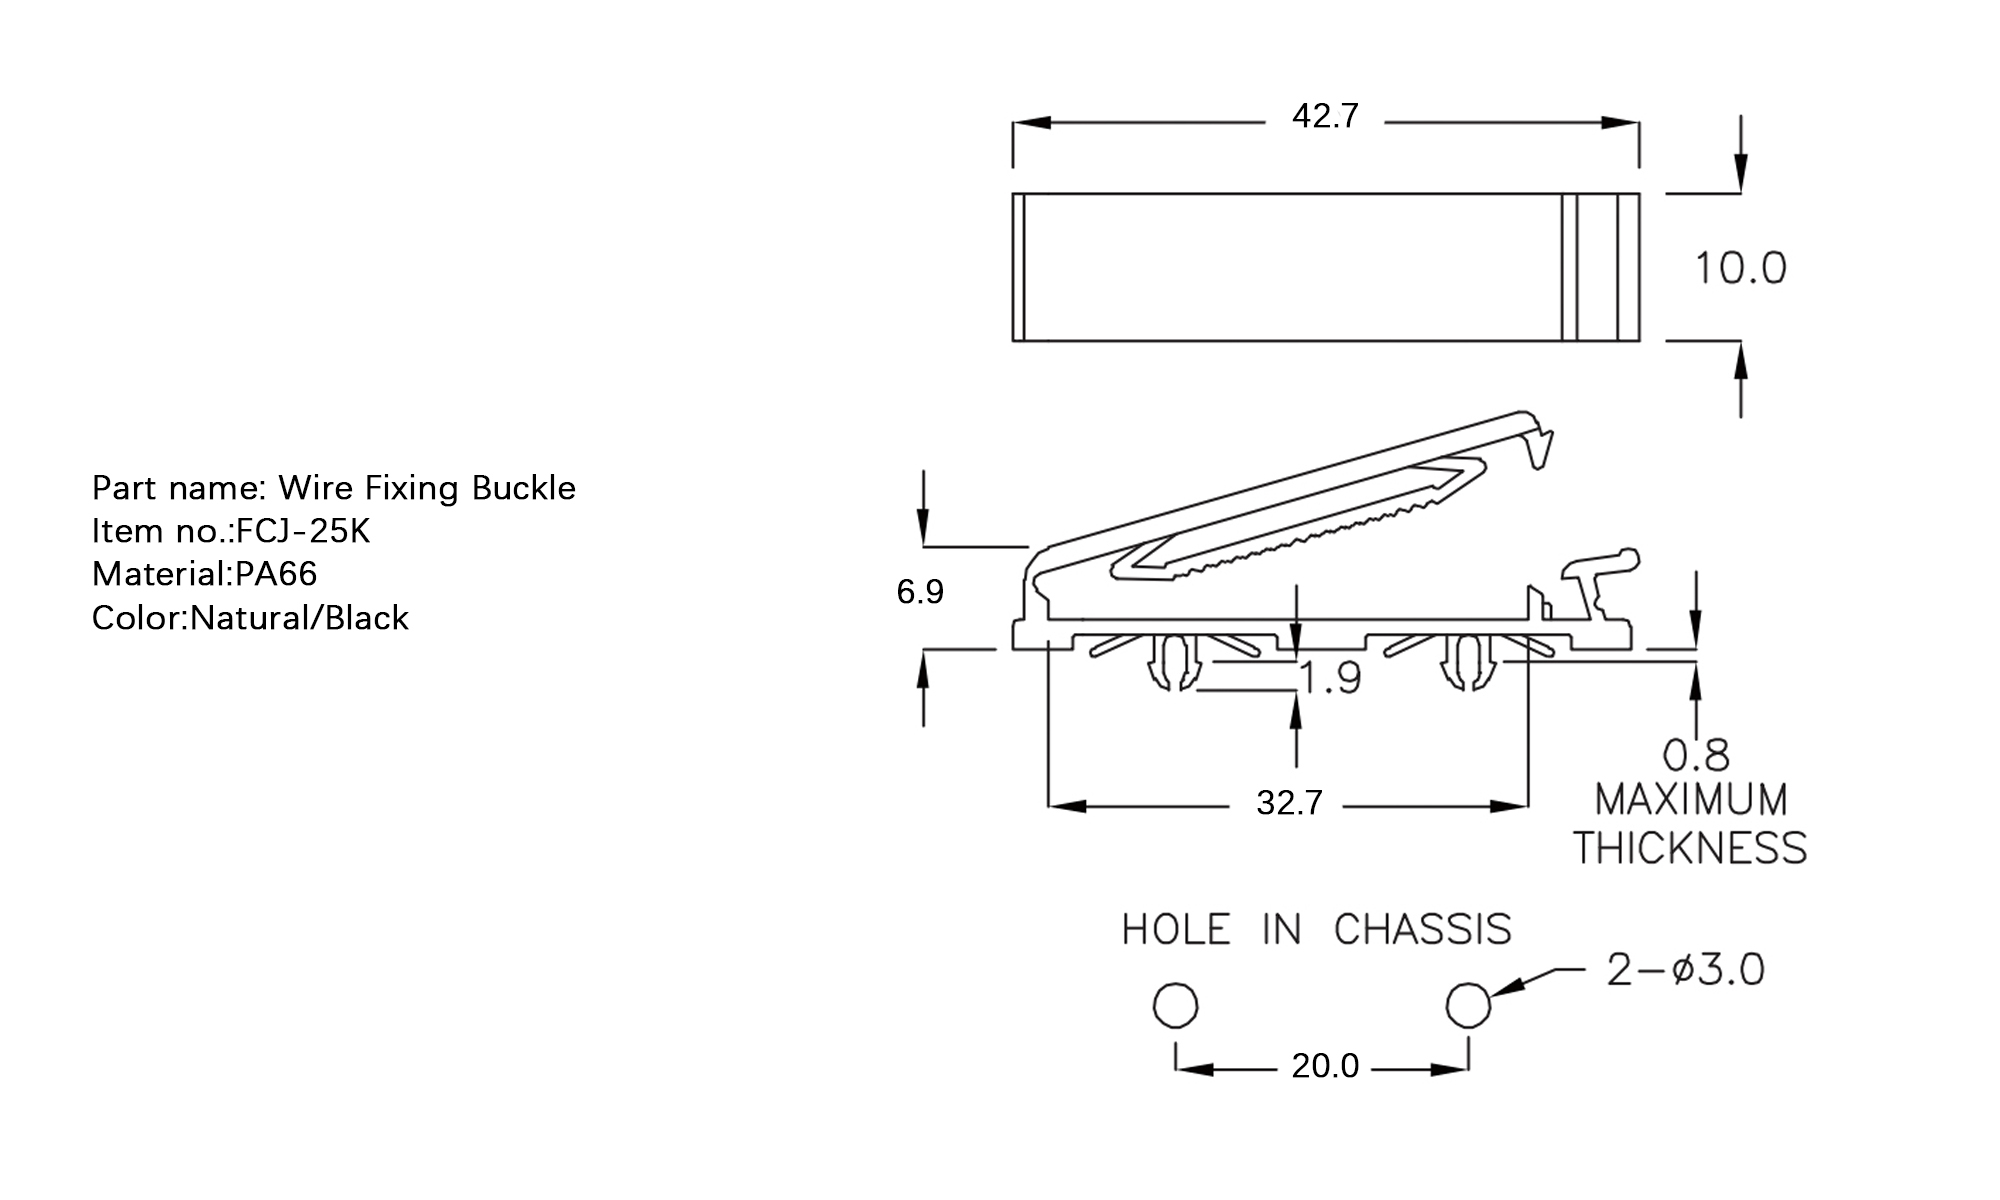 Part name: Wire Fixing Buckle
Item no.:FCJ-25K
Material:PA66
Color:Natural/Black
42.7
10.0
6.9
1.9
32.7
0.8
MAXIMUM
THICKNESS
HOLE IN CHASSIS
2-ø3.0
20.0